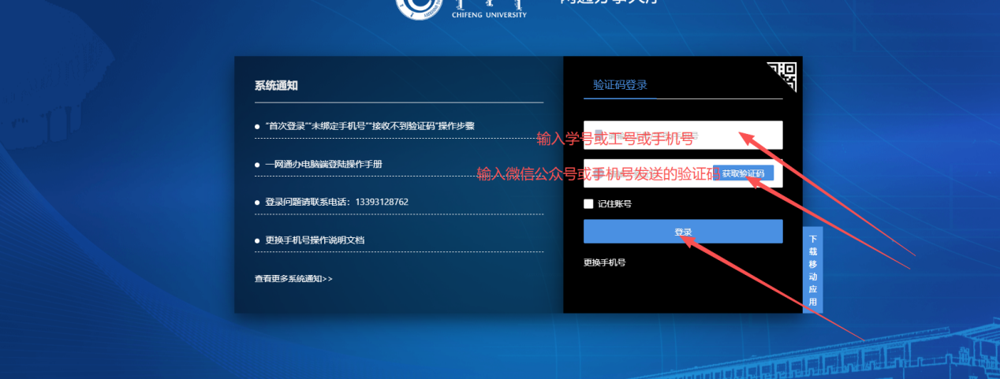 CHIFENG UNIVERSITY
系统通知
“首次登录”“未绑定手机号”“接收不到验证码”操作步骤
一网通办电脑端登陆操作手册
登录问题请联系电话：13393128762
更换手机号操作说明文档
查看更多系统通知>>
验证码登录
输入学号或工号或手机号
输入微信公众号或手机号发送的验证码
获取验证码
记住账号
登录
更换手机号
下载移动应用